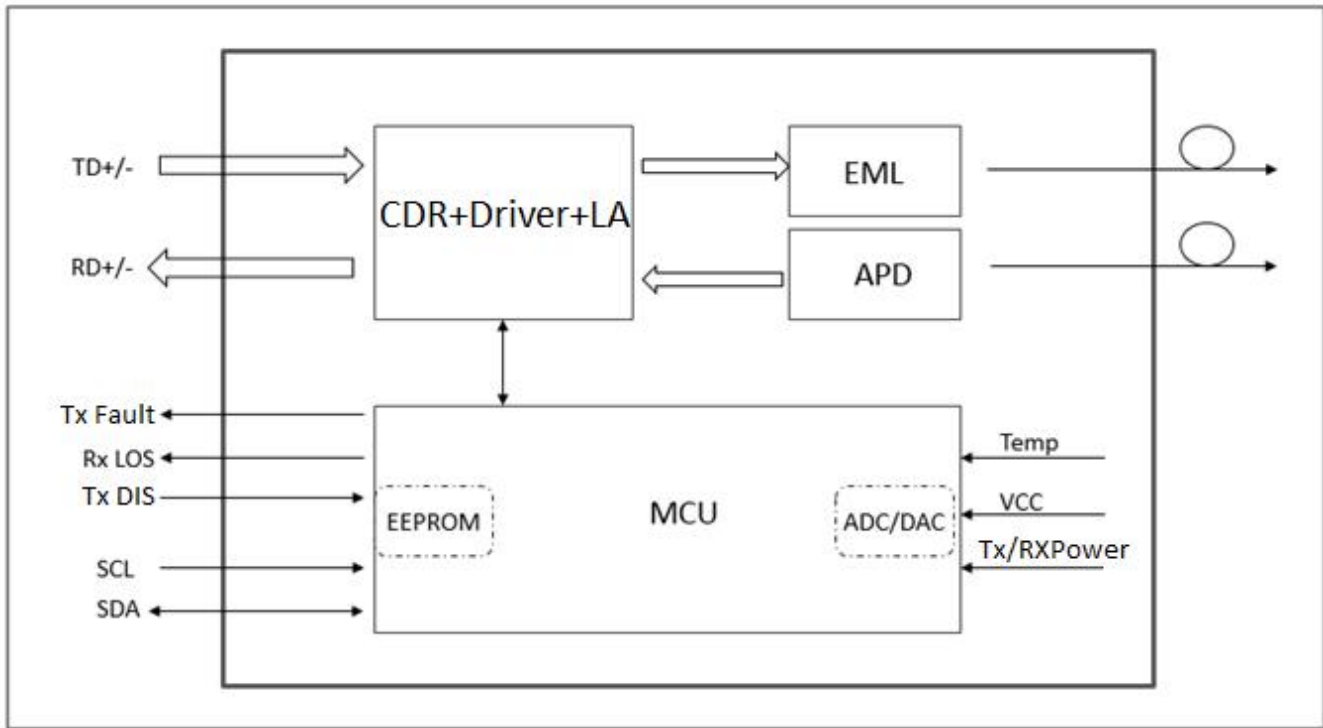 TD+/-
CDR+Driver+LA
EML
RD+/-
APD
Tx Fault
Rx LOS
Temp
Tx DIS
EEPROM
MCU
ADC/DAC
VCC
Tx/RXPower
SCL
SDA